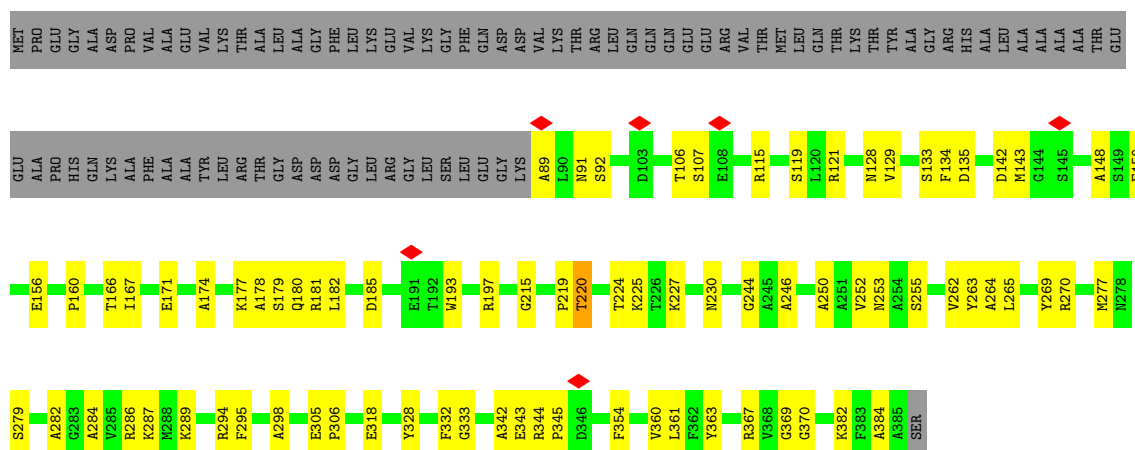 MET PRO GLU GLY ALA ASP PRO VAL ALA GLU VAL LYS THR ALA LEU ALA GLY PHE LEU LYS GLU VAL LYS GLY PHE GLN ASP ASP VAL LYS THR ARG LEU GLN GLN GLN GLU GLU ARG VAL THR MET LEU GLN THR LYS THR TYR ALA GLY ARG HIS ALA LEU ALA ALA ALA ALA THR GLU
GLU ALA PRO HIS GLN LYS ALA PHE ALA ALA TYR LEU ARG THR GLY ASP ASP ASP GLY LEU ARG GLY LEU SER LEU GLU GLY LYS A89 L90 N91 S92 D103 T106 S107 E108 R115 S119 L120 R121 N128 V129 S133 F134 D135 D142 M143 G144 S145 A148 S149
E156 P160 T166 I167 E171 A174 K177 A178 S179 Q180 R181 L182 D185 E191 T192 W193 R197 G215 P219 T220 T224 K225 T226 K227 N230 G244 A245 A246 A250 A251 V252 N253 A254 S255 V262 Y263 A264 L265 Y269 R270 M277 N278
S279 A282 G283 A284 V285 R286 K287 M288 K289 R294 F295 A298 E305 P306 E318 Y328 F332 G333 A342 E343 R344 P345 D346 F354 V360 L361 F362 Y363 R367 V368 G369 G370 K382 F383 A384 A385 SER